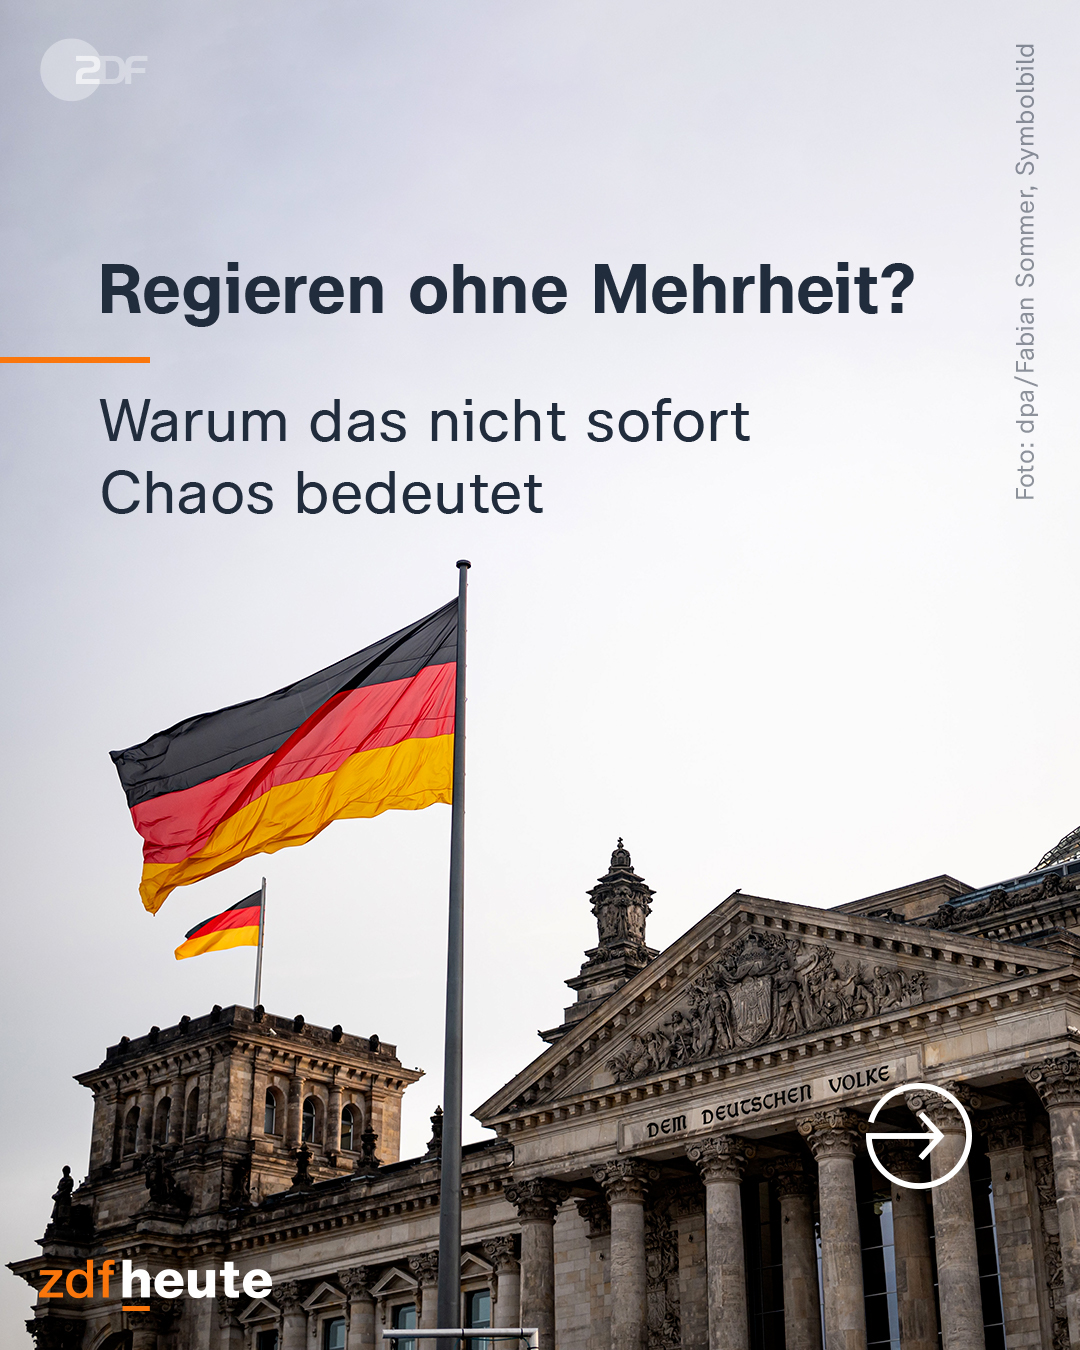 ZDF
Foto: dpa/Fabian Sommer, Symbolbild
Regieren ohne Mehrheit?
Warum das nicht sofort
Chaos bedeutet
DEM DEUTSCHEN VOLKE
zdfheute